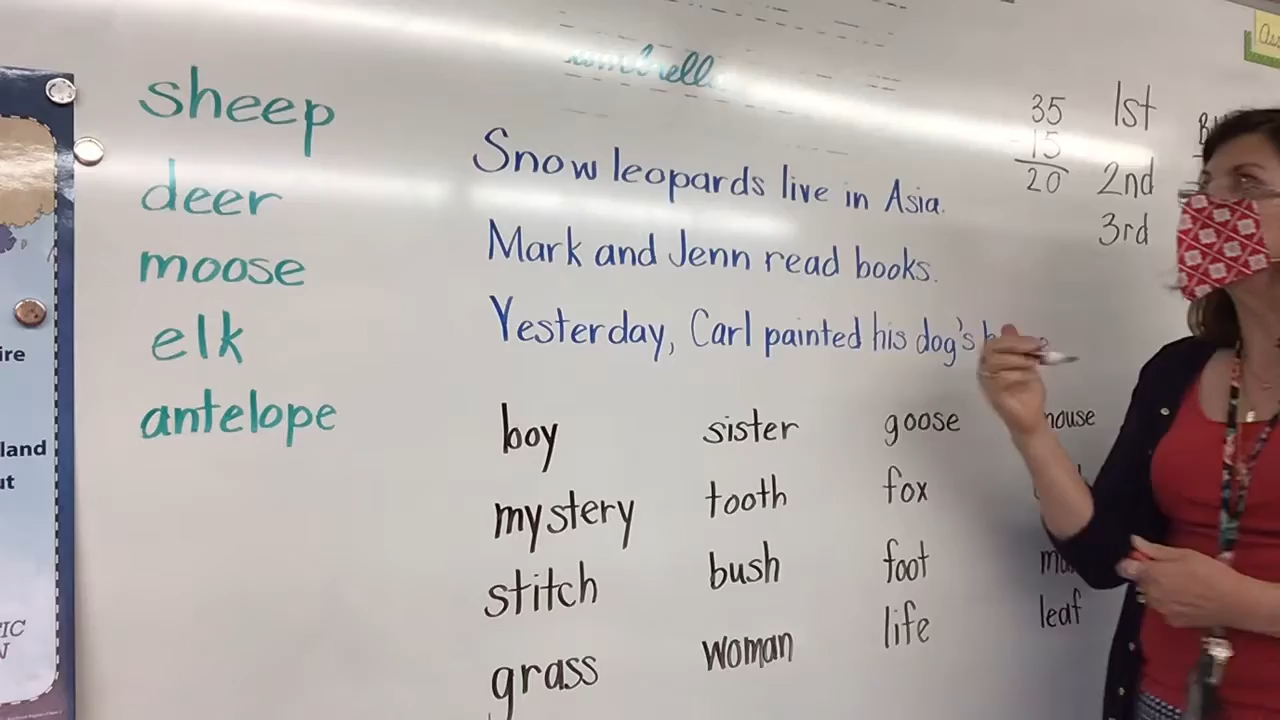 sheep
deer
moose
elk
antelope
Snow leopards live in Asia.
Mark and Jenn read books.
Yesterday, Carl painted his dog's
boy
mystery
stitch
grass
sister
tooth
bush
woman
goose
fox
foot
life
leaf
35
15
20
1st
2nd
3rd